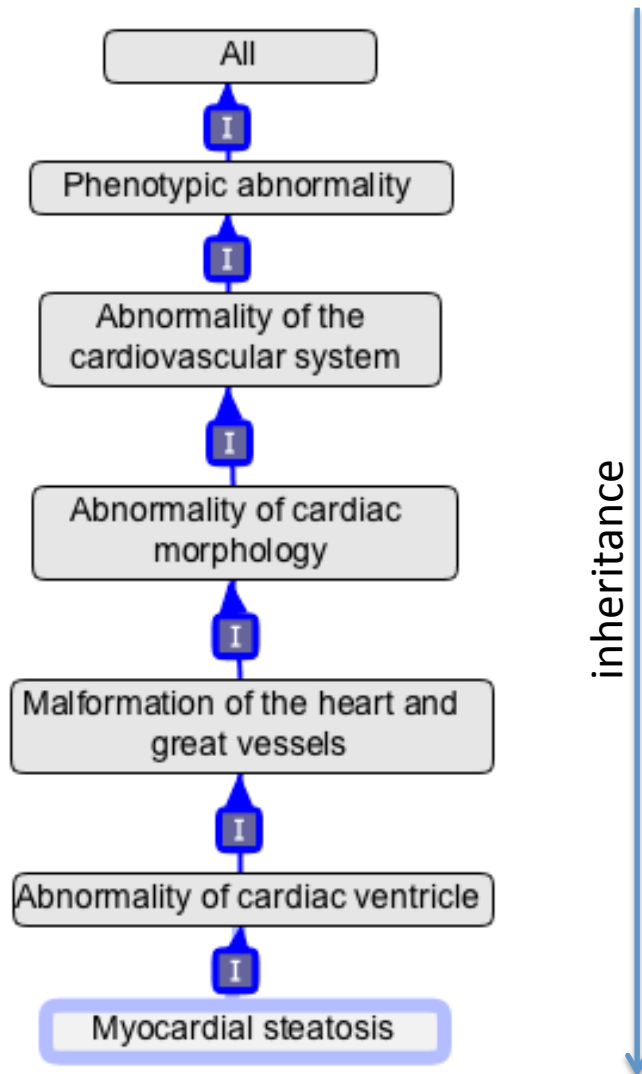 All
I
Phenotypic abnormality
I
Abnormality of the
cardiovascular system
I
Abnormality of cardiac
morphology
I
Malformation of the heart and
great vessels
I
Abnormality of cardiac ventricle
I
Myocardial steatosis
inheritance